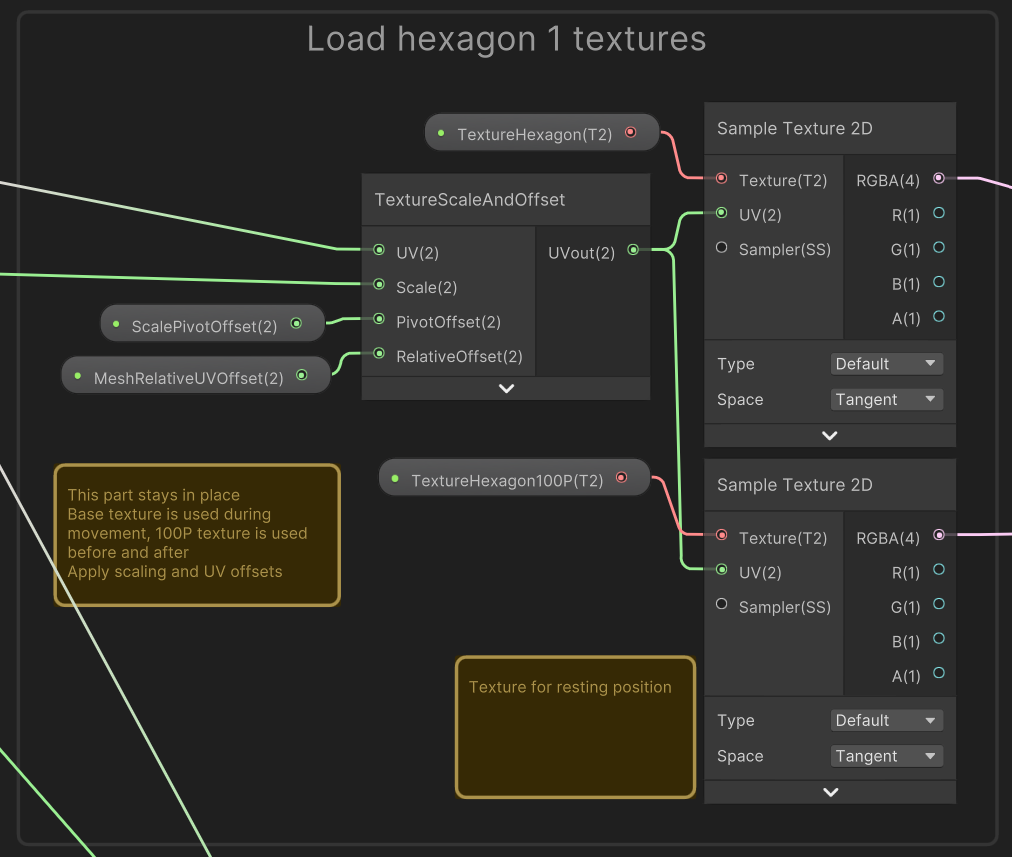 Load hexagon 1 textures
TextureHexagon(T2)
Sample Texture 2D
Texture(T2)
RGBA(4)
UV(2)
R(1)
Sampler(SS)
G(1)
B(1)
A(1)
Type
Default
Space
Tangent
TextureScaleAndOffset
UV(2)
UVout(2)
Scale(2)
PivotOffset(2)
RelativeOffset(2)
ScalePivotOffset(2)
MeshRelativeUVOffset(2)
This part stays in place
Base texture is used during
movement, 100P texture is used
before and after
Apply scaling and UV offsets
TextureHexagon100P(T2)
Sample Texture 2D
Texture(T2)
RGBA(4)
UV(2)
R(1)
Sampler(SS)
G(1)
B(1)
A(1)
Type
Default
Space
Tangent
Texture for resting position